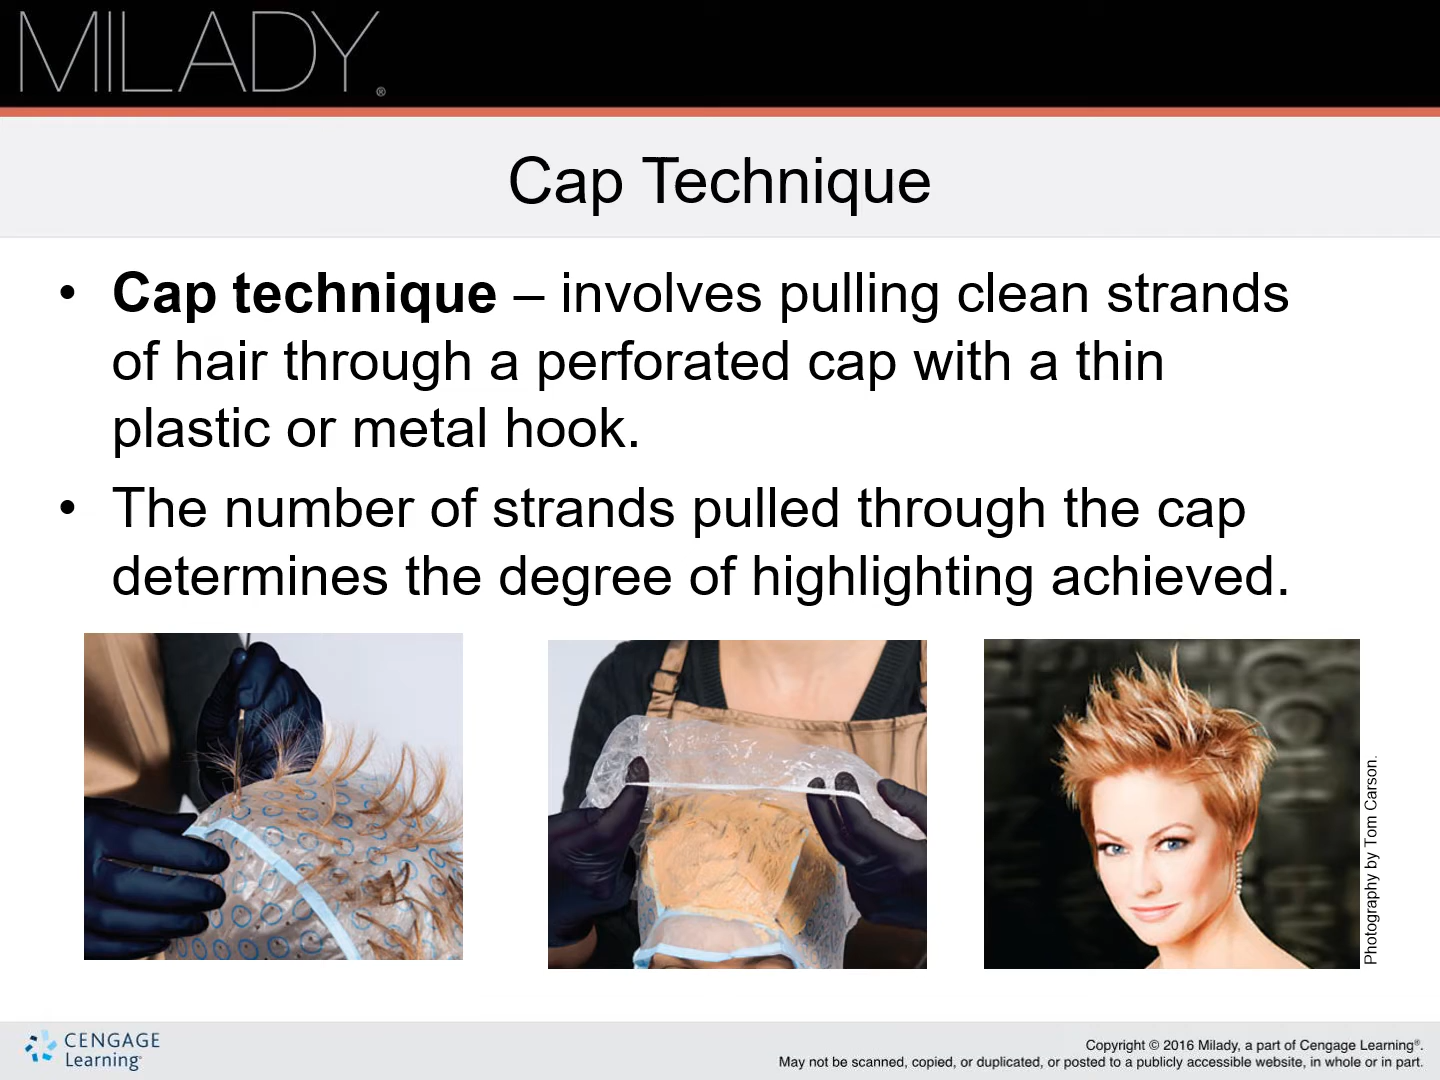 MILADY®
Cap Technique
• Cap technique – involves pulling clean strands
of hair through a perforated cap with a thin
plastic or metal hook.
• The number of strands pulled through the cap
determines the degree of highlighting achieved.
Photography by Tom Carson.
CENGAGE
Learning®
Copyright © 2016 Milady, a part of Cengage Learning®.
May not be scanned, copied, or duplicated, or posted to a publicly accessible website, in whole or in part.